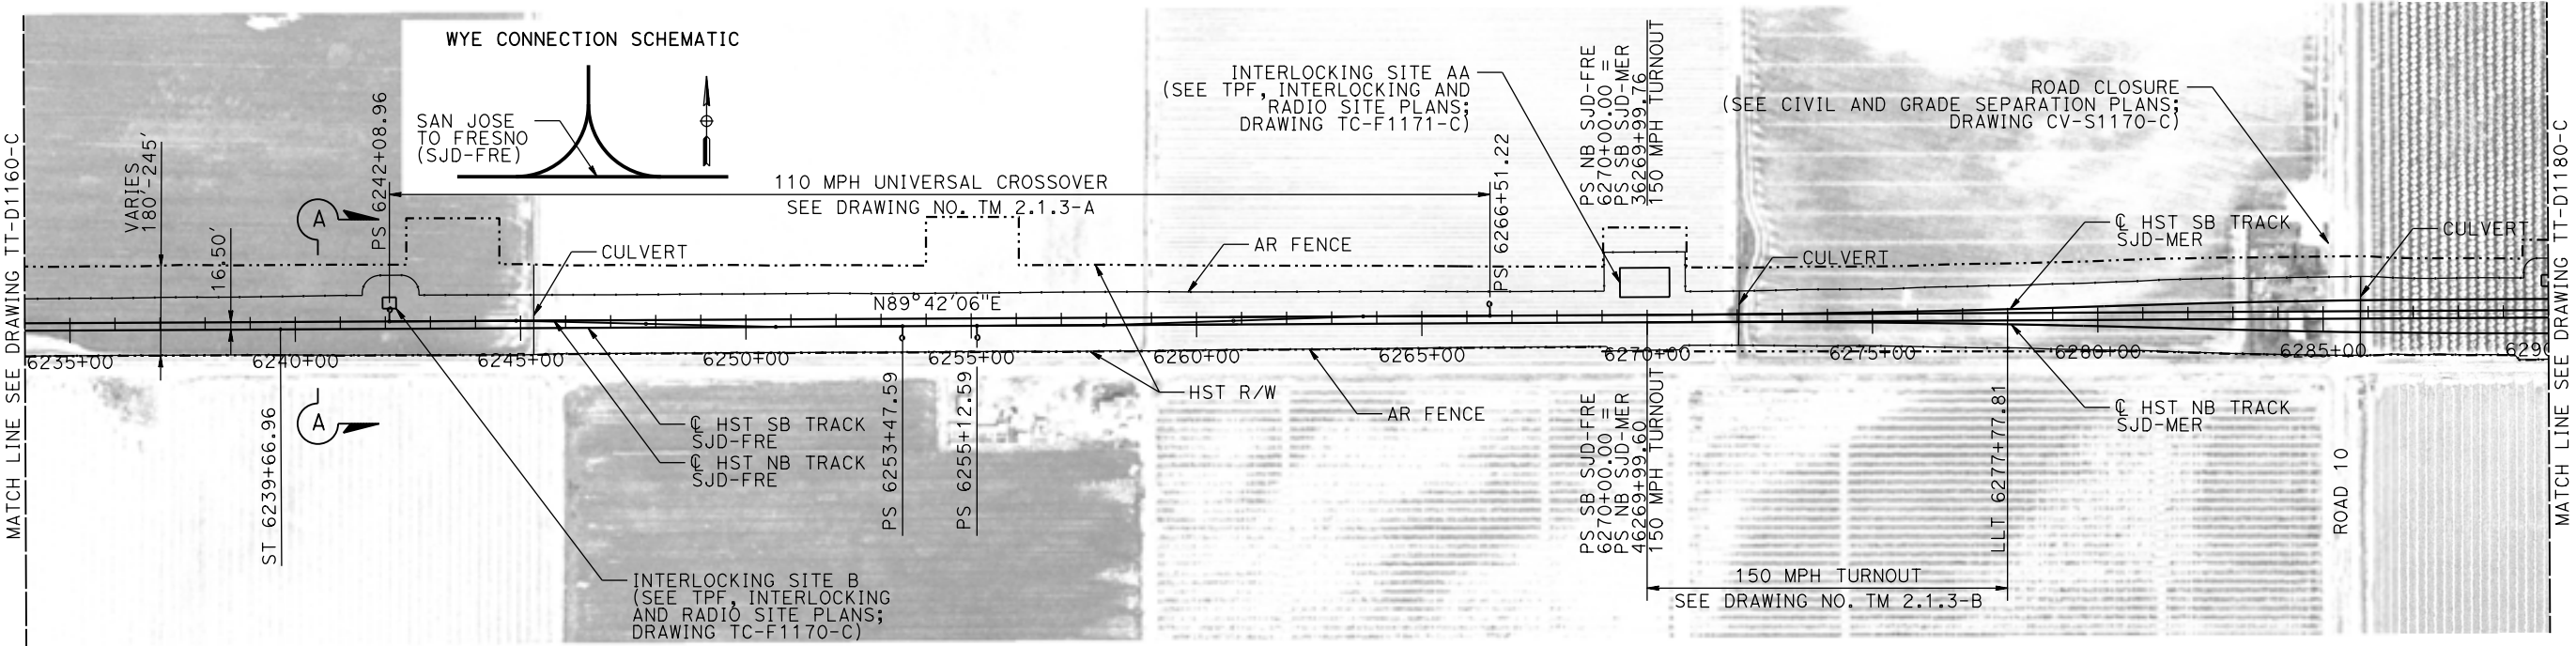 WYE CONNECTION SCHEMATIC
SAN JOSE
TO FRESNO
(SJD-FRE)
MATCH LINE SEE DRAWING TT-D1160-C
VARIES
180'-245'
16.50'
A
PS 6242+08.96
110 MPH UNIVERSAL CROSSOVER
SEE DRAWING NO. TM 2.1.3-A
INTERLOCKING SITE AA
(SEE TPF, INTERLOCKING AND
RADIO SITE PLANS;
DRAWING TC-F1171-C)
PS 6266+51.22
PS NB SJD-FRE
6270+00.00 =
PS SB SJD-MER
36269+99.76
150 MPH TURNOUT
ROAD CLOSURE
(SEE CIVIL AND GRADE SEPARATION PLANS;
DRAWING CV-S1170-C)
CULVERT
AR FENCE
CULVERT
℄ HST SB TRACK
SJD-MER
CULVERT
N89°42'06"E
6235+00
6240+00
6245+00
6250+00
6255+00
6260+00
6265+00
6270+00
6275+00
6280+00
6285+00
6290
ST 6239+66.96
A
℄ HST SB TRACK
SJD-FRE
℄ HST NB TRACK
SJD-FRE
PS 6253+47.59
PS 6255+12.59
HST R/W
AR FENCE
PS SB SJD-FRE
6270+00.00 =
PS NB SJD-MER
46269+99.60
150 MPH TURNOUT
LLT 6277+77.81
℄ HST NB TRACK
SJD-MER
ROAD 10
INTERLOCKING SITE B
(SEE TPF, INTERLOCKING
AND RADIO SITE PLANS;
DRAWING TC-F1170-C)
150 MPH TURNOUT
SEE DRAWING NO. TM 2.1.3-B
MATCH LINE SEE DRAWING TT-D1180-C